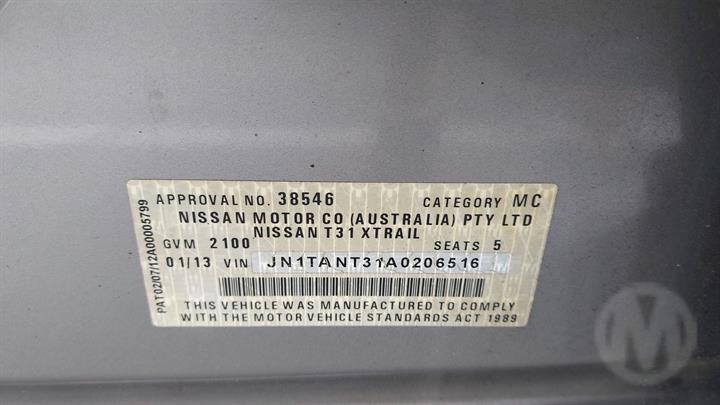 APPROVAL NO. 38546 CATEGORY MC
NISSAN MOTOR CO (AUSTRALIA) PTY LTD
NISSAN T31 XTRAIL
GVM 2100 SEATS 5
01/13 VIN JN1TANT31A0206516
THIS VEHICLE WAS MANUFACTURED TO COMPLY
WITH THE MOTOR VEHICLE STANDARDS ACT 1989
PAT02/07/12A00005799
M